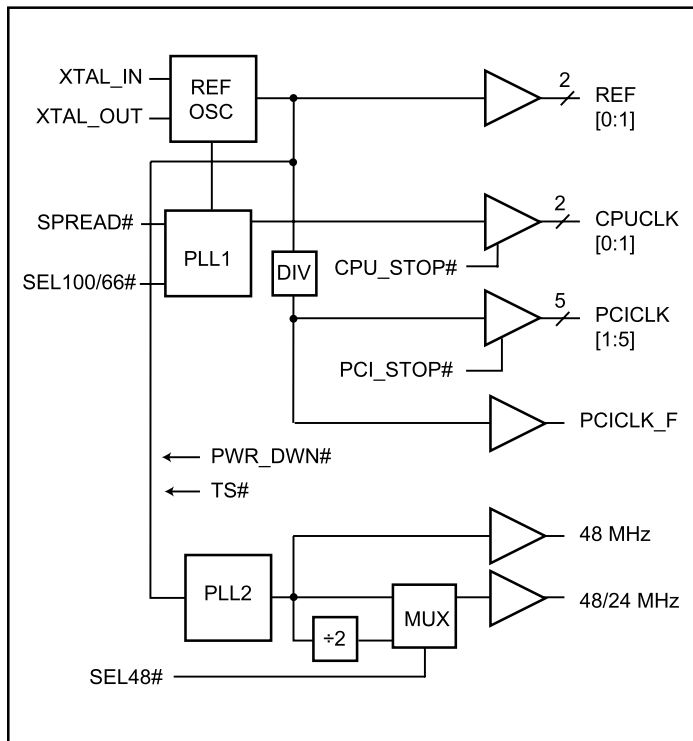 XTAL_IN
XTAL_OUT
REF
OSC
2
REF
[0:1]
SPREAD#
SEL100/66#
PLL1
2
CPUCLK
[0:1]
CPU_STOP#
DIV
5
PCICLK
[1:5]
PCI_STOP#
PCICLK_F
PWR_DWN#
TS#
PLL2
48 MHz
MUX
48/24 MHz
÷2
SEL48#